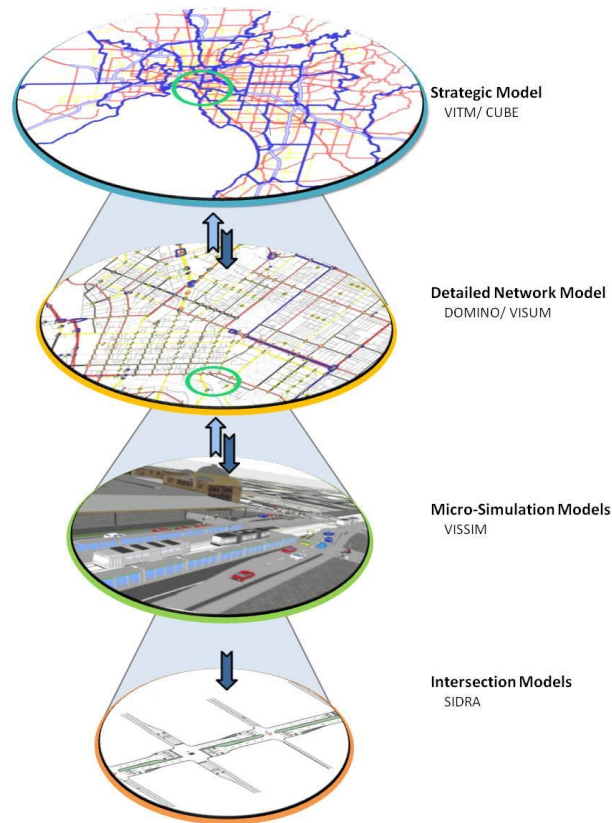 Strategic Model
VITM/ CUBE
Detailed Network Model
DOMINO/ VISUM
Micro-Simulation Models
VISSIM
Intersection Models
SIDRA